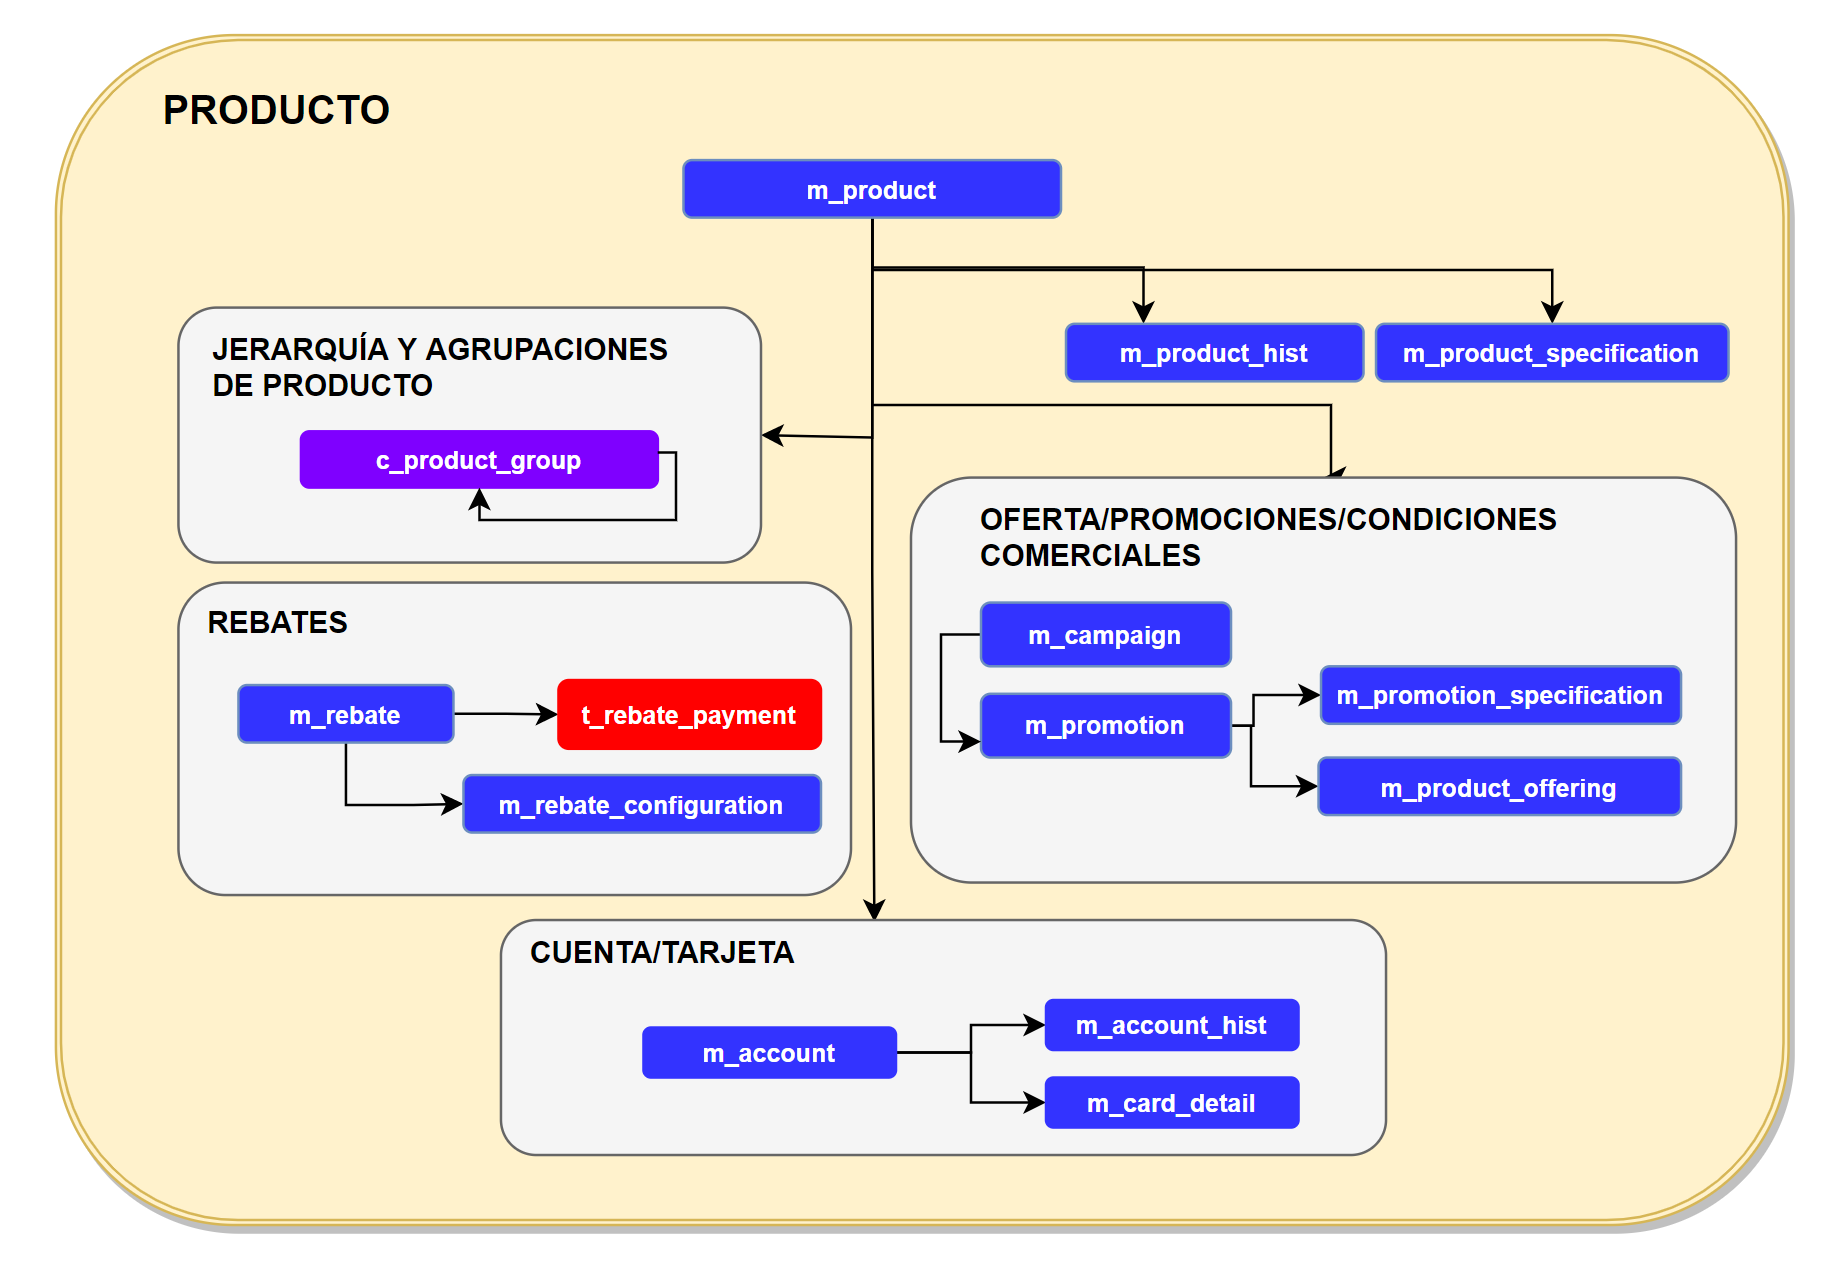 PRODUCTO
m_product
m_product_hist
m_product_specification
JERARQUÍA Y AGRUPACIONES
DE PRODUCTO
c_product_group
OFERTA/PROMOCIONES/CONDICIONES
COMERCIALES
m_campaign
m_promotion
m_promotion_specification
m_product_offering
REBATES
m_rebate
t_rebate_payment
m_rebate_configuration
CUENTA/TARJETA
m_account
m_account_hist
m_card_detail